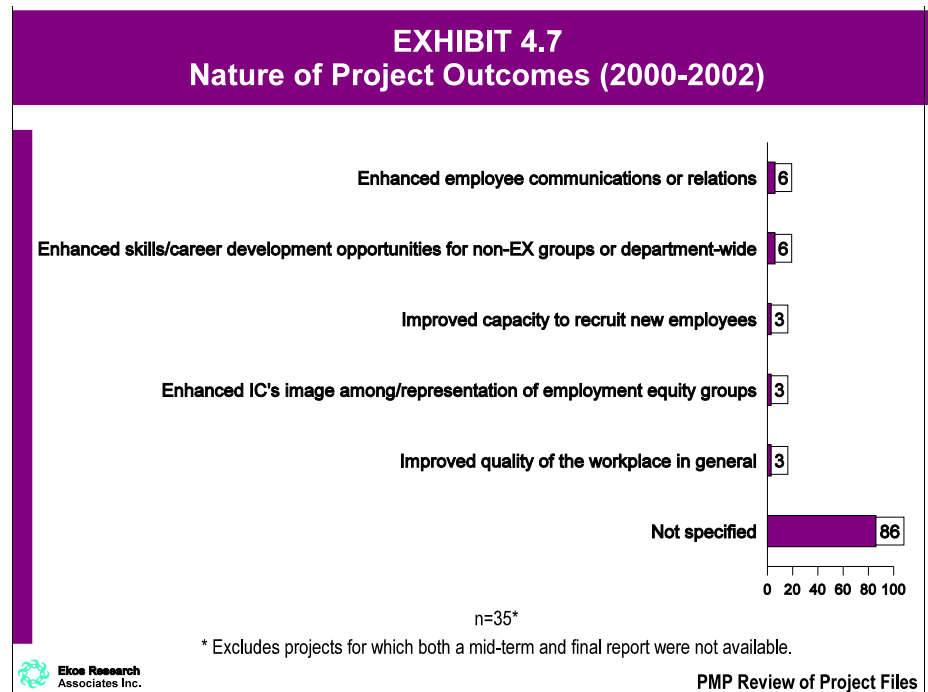 EXHIBIT 4.7
Nature of Project Outcomes (2000-2002)
Enhanced employee communications or relations 6
Enhanced skills/career development opportunities for non-EX groups or department-wide 6
Improved capacity to recruit new employees 3
Enhanced IC's image among/representation of employment equity groups 3
Improved quality of the workplace in general 3
Not specified 86
0 20 40 60 80 100
n=35*
* Excludes projects for which both a mid-term and final report were not available.
Ekos Research
Associates Inc.
PMP Review of Project Files